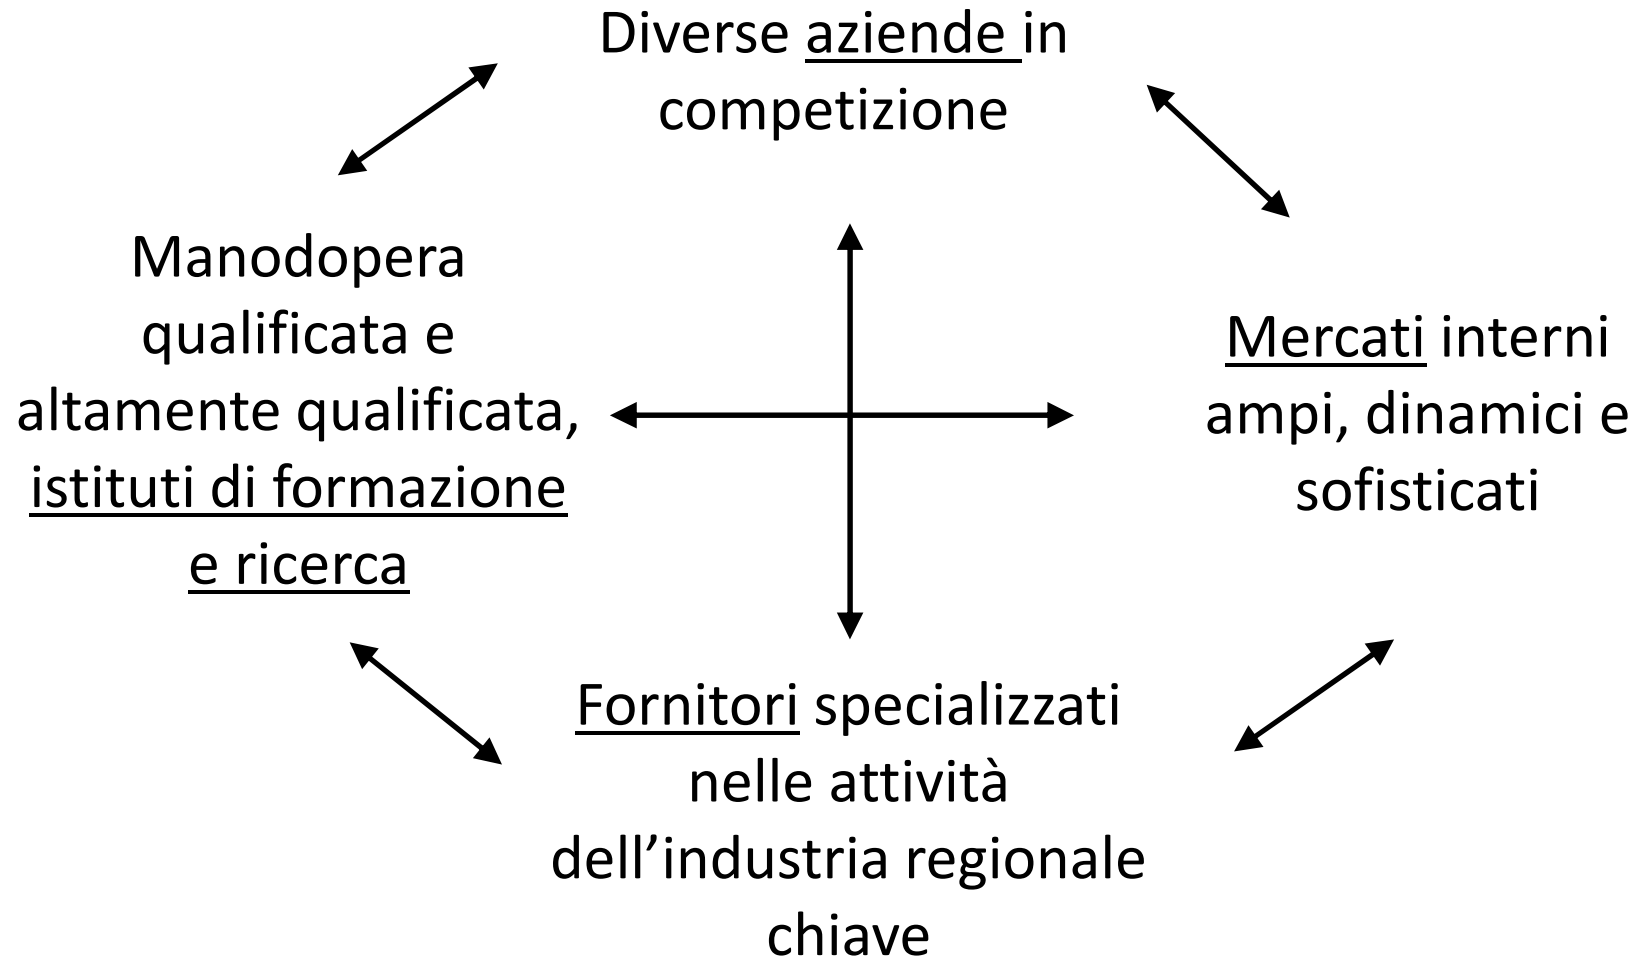 Diverse aziende in
competizione
Manodopera
qualificata e
altamente qualificata,
istituti di formazione
e ricerca
Mercati interni
ampi, dinamici e
sofisticati
Fornitori specializzati
nelle attività
dell’industria regionale
chiave